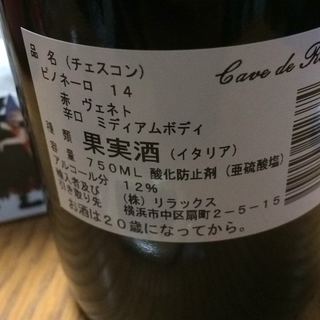 Cave de R
品 名 (チェスコン)
ピノネーロ 14
赤 ヴェネト
辛口 ミディアムボディ
種 類 果実酒 (イタリア)
容 量 750ML 酸化防止剤 (亜硫酸塩)
アルコール分 12%
輸入者及び
引き取り先 (株) リラックス
横浜市中区扇町2-5-15
お酒は20歳になってから。